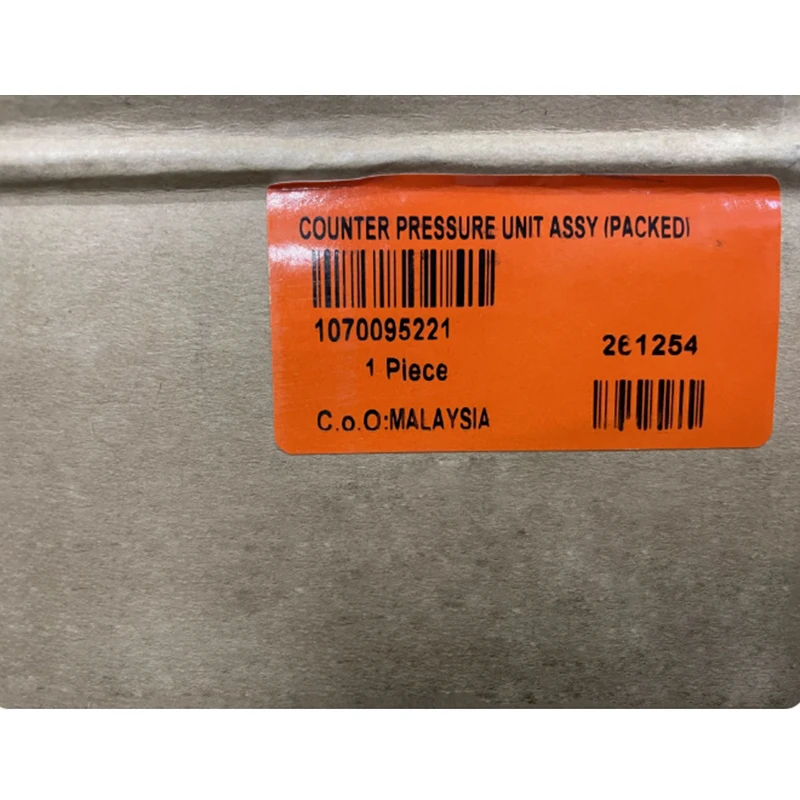 COUNTER PRESSURE UNIT ASSY (PACKED)
1070095221
1 Piece
261254
C.o.O:MALAYSIA